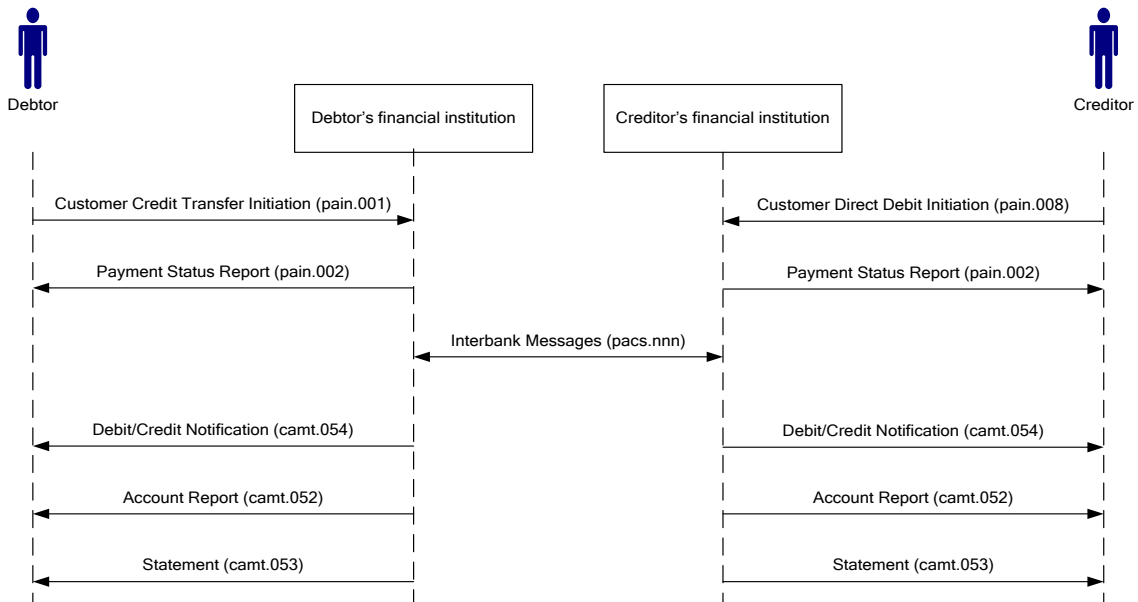 Debtor
Creditor
Debtor's financial institution
Creditor's financial institution
Customer Credit Transfer Initiation (pain.001)
Customer Direct Debit Initiation (pain.008)
Payment Status Report (pain.002)
Payment Status Report (pain.002)
Interbank Messages (pacs.nnn)
Debit/Credit Notification (camt.054)
Debit/Credit Notification (camt.054)
Account Report (camt.052)
Account Report (camt.052)
Statement (camt.053)
Statement (camt.053)